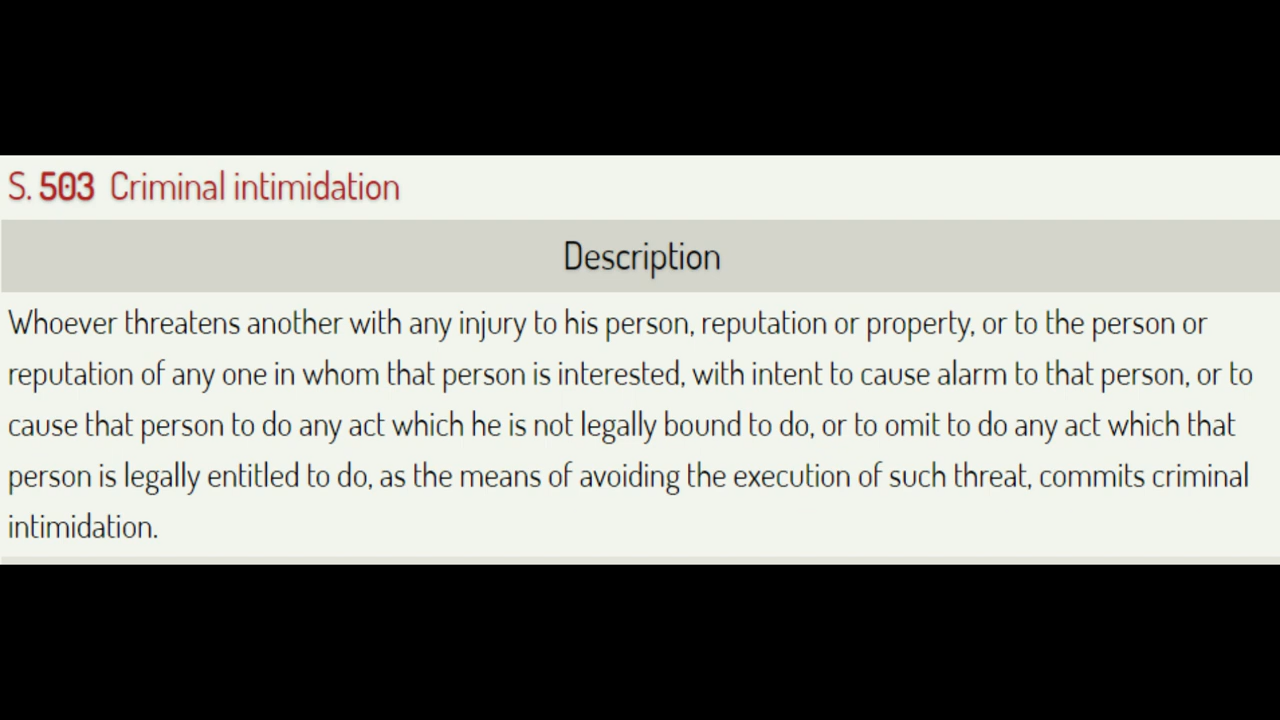 S. 503 Criminal intimidation
Description
Whoever threatens another with any injury to his person, reputation or property, or to the person or
reputation of any one in whom that person is interested, with intent to cause alarm to that person, or to
cause that person to do any act which he is not legally bound to do, or to omit to do any act which that
person is legally entitled to do, as the means of avoiding the execution of such threat, commits criminal
intimidation.